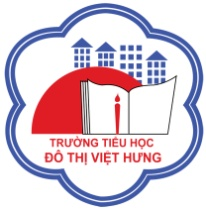 TRƯỜNG TIỂU HỌC
ĐÔ THỊ VIỆT HƯNG